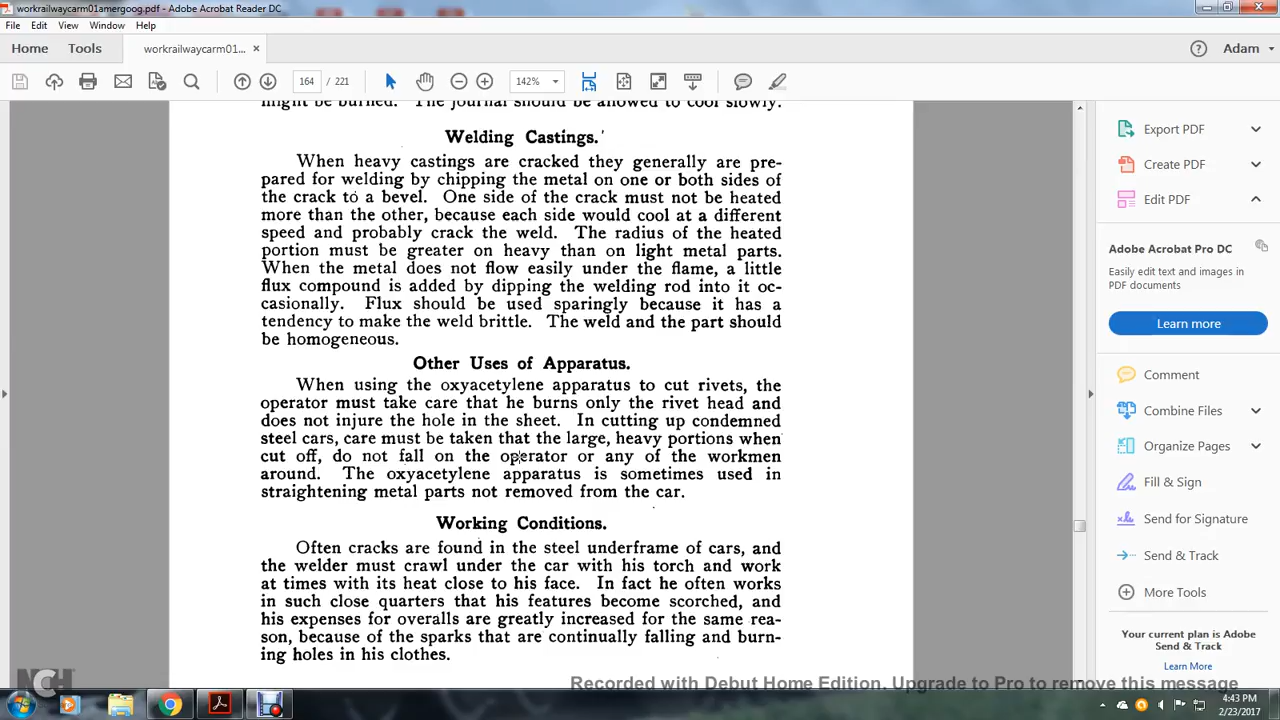 workrailwaycarm01amergoog.pdf - Adobe Acrobat Reader DC
File Edit View Window Help
Home Tools workrailwaycarm01... × Adam
164 / 221 142%
might be burned. The journal should be allowed to cool slowly.
Welding Castings.
When heavy castings are cracked they generally are pre-
pared for welding by chipping the metal on one or both sides of
the crack to a bevel. One side of the crack must not be heated
more than the other, because each side would cool at a different
speed and probably crack the weld. The radius of the heated
portion must be greater on heavy than on light metal parts.
When the metal does not flow easily under the flame, a little
flux compound is added by dipping the welding rod into it oc-
casionally. Flux should be used sparingly because it has a
tendency to make the weld brittle. The weld and the part should
be homogeneous.
Other Uses of Apparatus.
When using the oxyacetylene apparatus to cut rivets, the
operator must take care that he burns only the rivet head and
does not injure the hole in the sheet. In cutting up condemned
steel cars, care must be taken that the large, heavy portions when
cut off, do not fall on the operator or any of the workmen
around. The oxyacetylene apparatus is sometimes used in
straightening metal parts not removed from the car.
Working Conditions.
Often cracks are found in the steel underframe of cars, and
the welder must crawl under the car with his torch and work
at times with its heat close to his face. In fact he often works
in such close quarters that his features become scorched, and
his expenses for overalls are greatly increased for the same rea-
son, because of the sparks that are continually falling and burn-
ing holes in his clothes.
Export PDF
Create PDF
Edit PDF
Adobe Acrobat Pro DC
Easily edit text and images in
PDF documents
Learn more
Comment
Combine Files
Organize Pages
Fill & Sign
Send for Signature
Send & Track
More Tools
Your current plan is Adobe
Send & Track
Learn More
NCH
Recorded with Debut Home Edition. Upgrade to Pro to remove this message
4:43 PM
2/23/2017